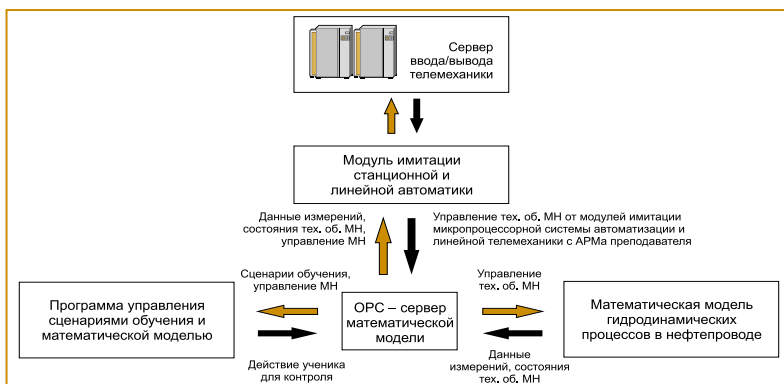 Сервер
ввода/вывода
телемеханики
Модуль имитации
станционной и
линейной автоматики
Данные измерений,
состояния тех. об. МН,
управление МН
Управление тех. об. МН от модулей имитации
микропроцессорной системы автоматизации и
линейной телемеханики с АРМа преподавателя
Сценарии обучения,
управление МН
Управление
тех. об. МН
Программа управления
сценариями обучения и
математической моделью
ОРС – сервер
математической
модели
Математическая модель
гидродинамических
процессов в нефтепроводе
Действие ученика
для контроля
Данные
измерений, состояния
тех. об. МН